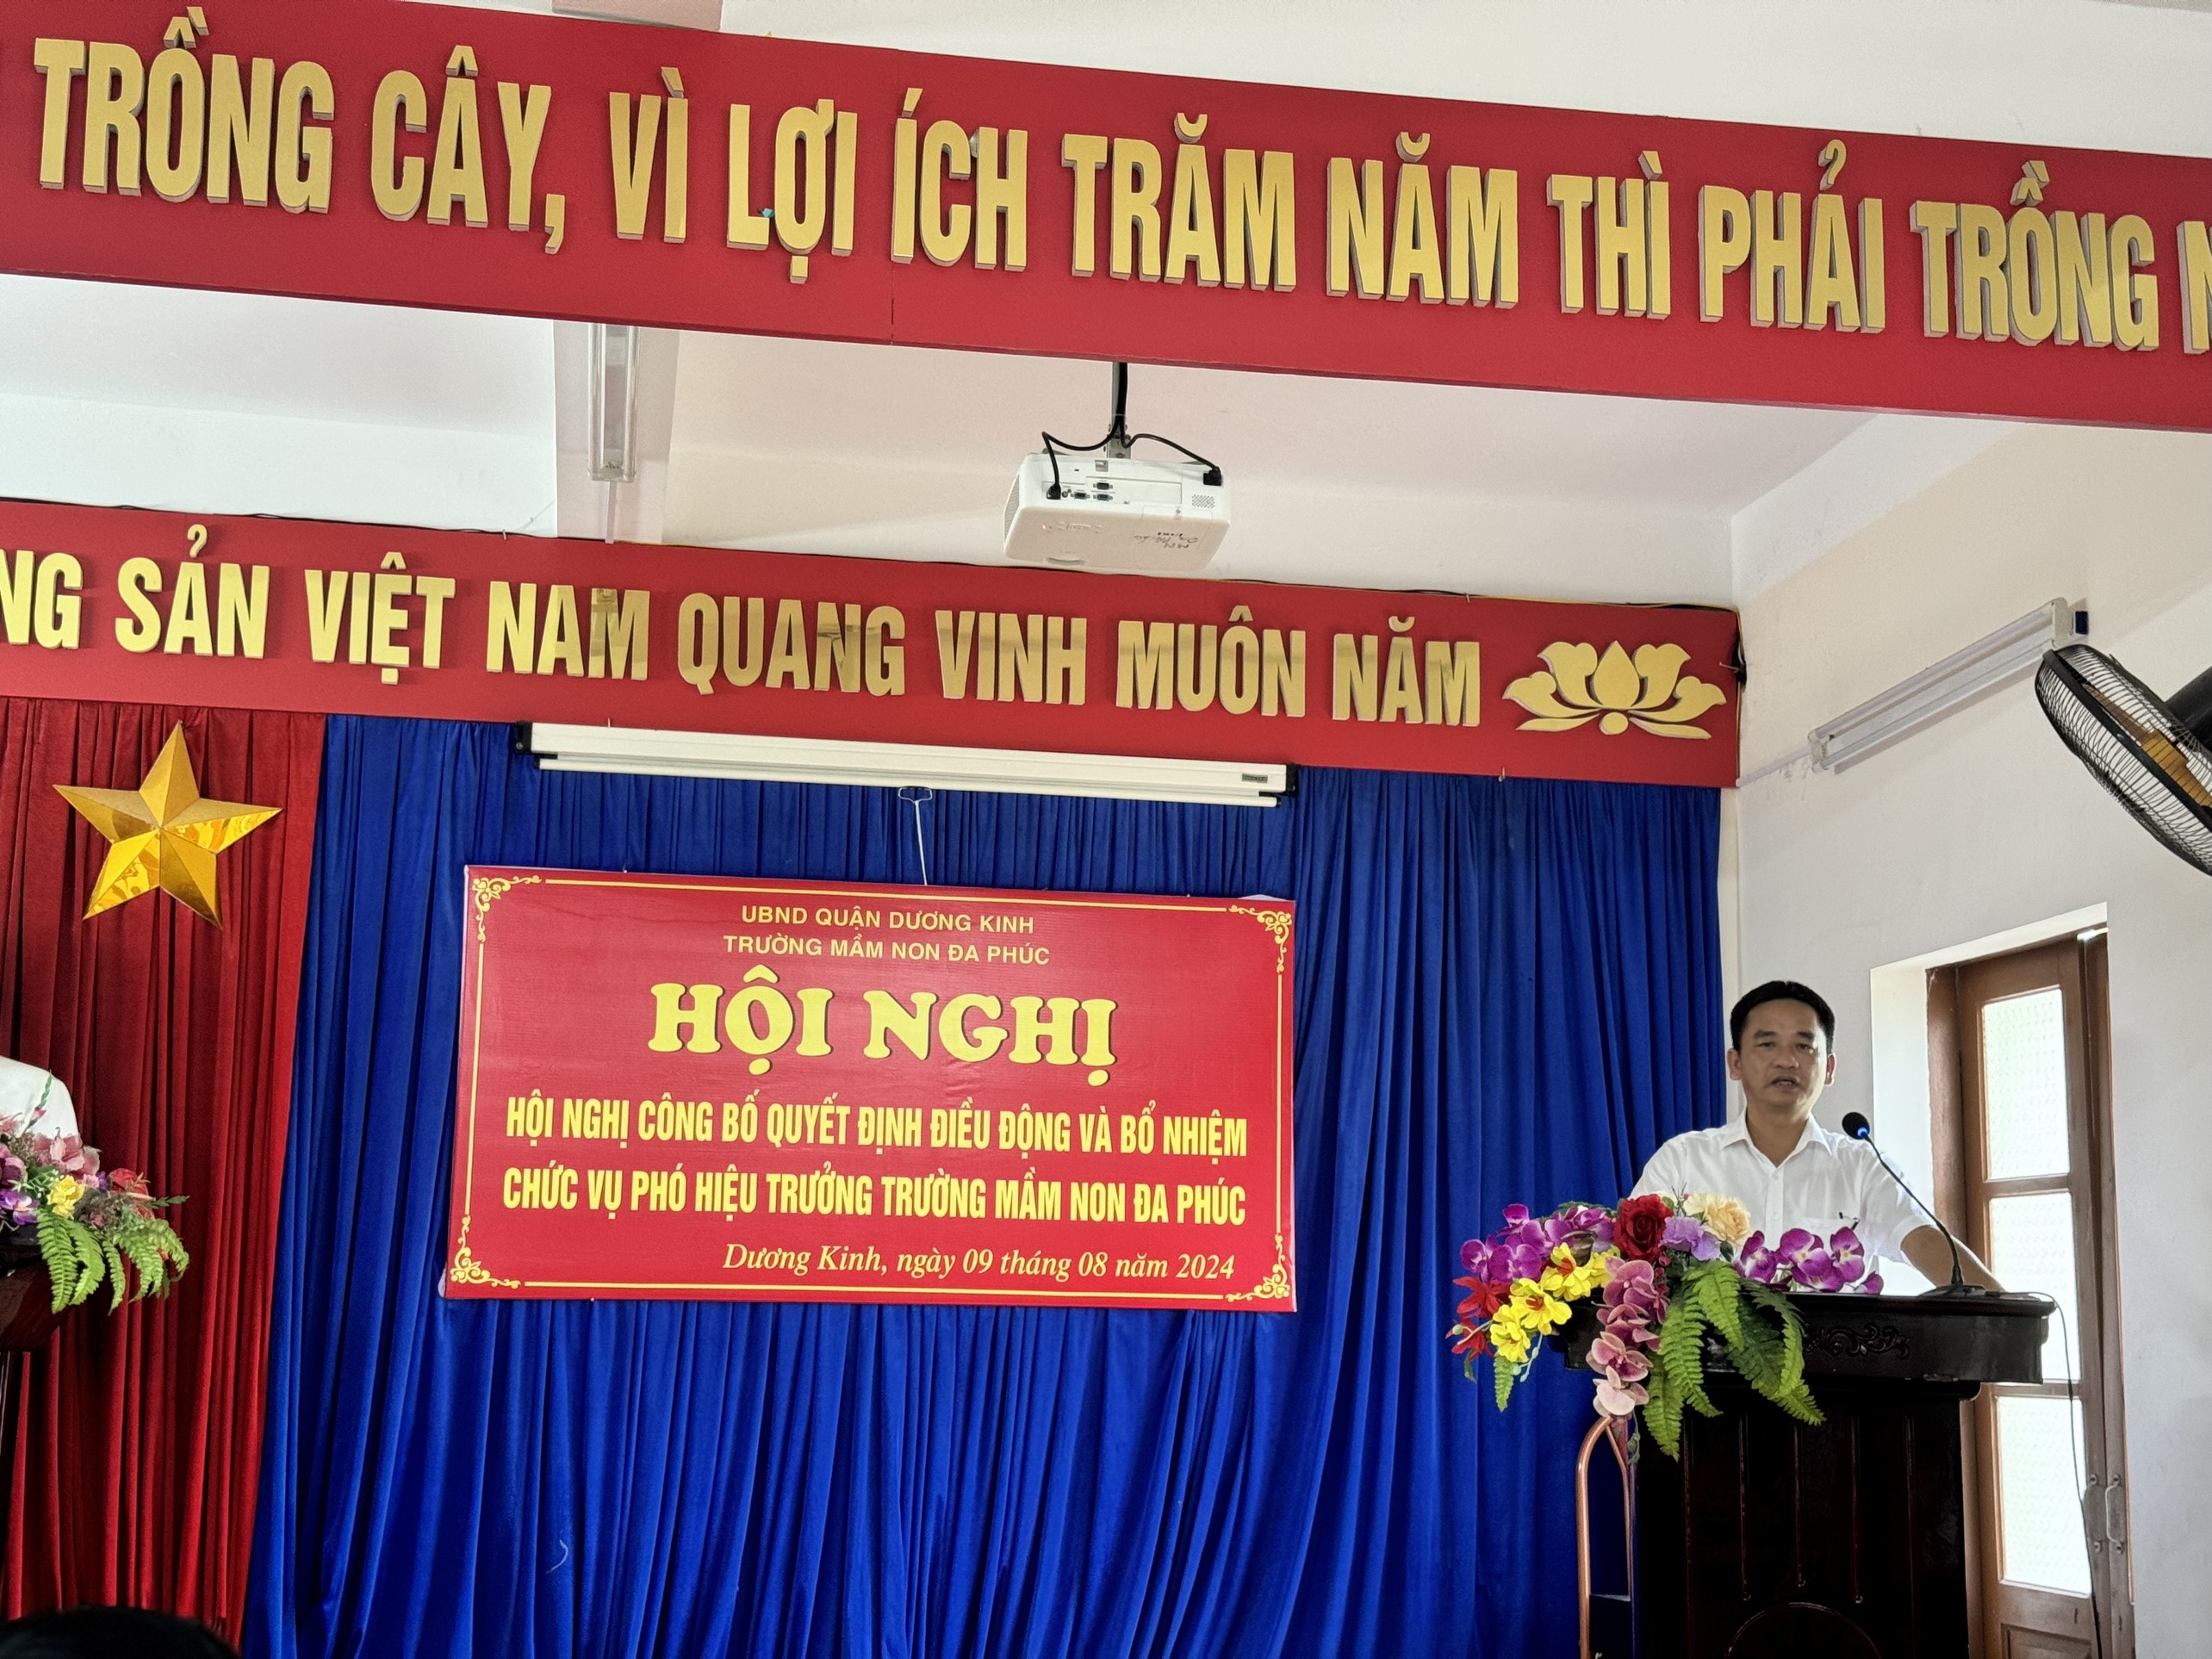 TRỒNG CÂY, VÌ LỢI ÍCH TRĂM NĂM THÌ PHẢI TRỒNG
SẢN VIỆT NAM QUANG VINH MUÔN NĂM
UBND QUẬN DƯƠNG KINH
TRƯỜNG MẦM NON ĐA PHÚC
HỘI NGHỊ
HỘI NGHỊ CÔNG BỐ QUYẾT ĐỊNH ĐIỀU ĐỘNG VÀ BỔ NHIỆM
CHỨC VỤ PHÓ HIỆU TRƯỞNG TRƯỜNG MẦM NON ĐA PHÚC
Dương Kinh, ngày 09 tháng 08 năm 2024